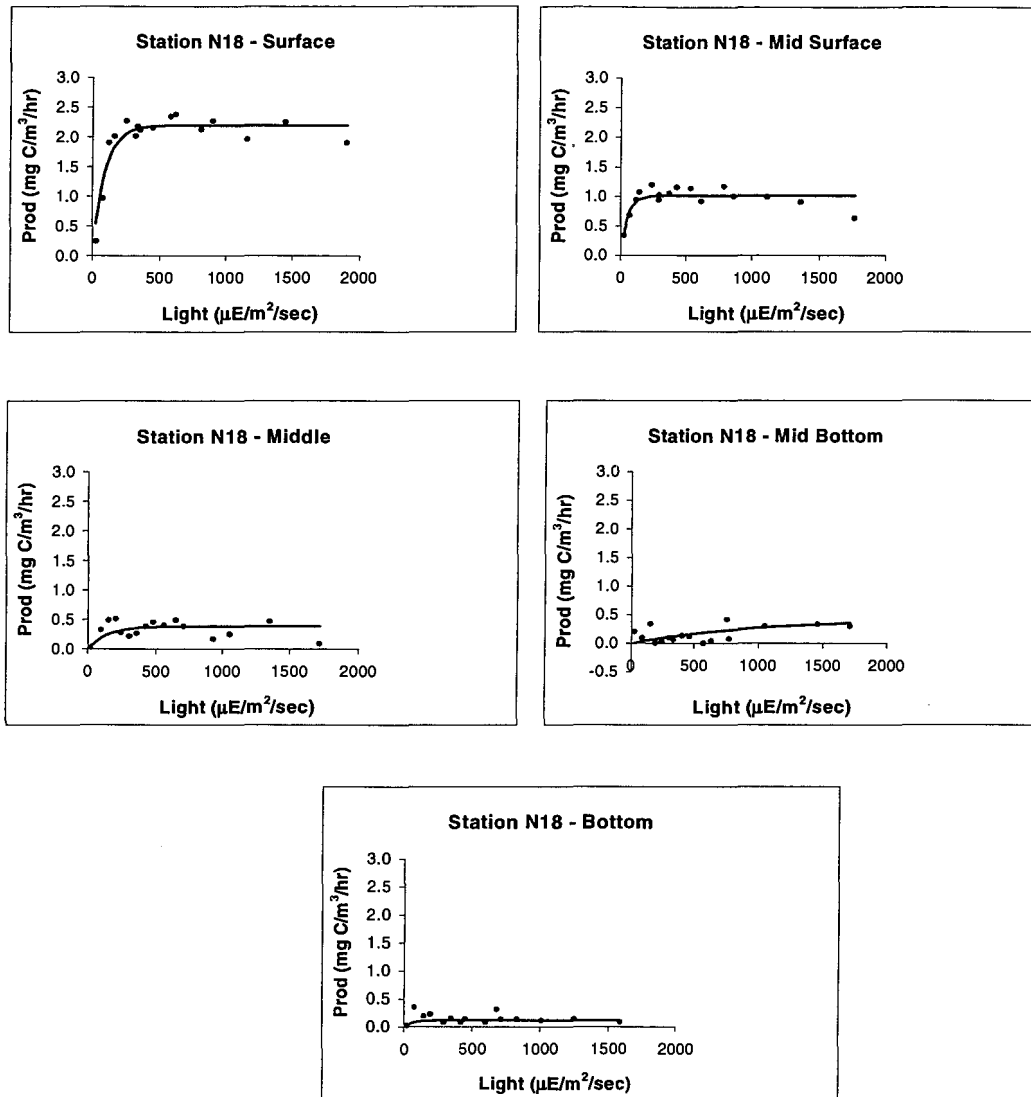 Station N18 - Surface
Prod (mg C/m³/hr)
3.0
2.5
2.0
1.5
1.0
0.5
0.0
0 500 1000 1500 2000
Light (µE/m²/sec)
Station N18 - Mid Surface
Prod (mg C/m³/hr)
3.0
2.5
2.0
1.5
1.0
0.5
0.0
0 500 1000 1500 2000
Light (µE/m²/sec)
Station N18 - Middle
Prod (mg C/m³/hr)
3.0
2.5
2.0
1.5
1.0
0.5
0.0
0 500 1000 1500 2000
Light (µE/m²/sec)
Station N18 - Mid Bottom
Prod (mg C/m³/hr)
3.0
2.5
2.0
1.5
1.0
0.5
0.0
-0.5
0 500 1000 1500 2000
Light (µE/m²/sec)
Station N18 - Bottom
Prod (mg C/m³/hr)
3.0
2.5
2.0
1.5
1.0
0.5
0.0
0 500 1000 1500 2000
Light (µE/m²/sec)